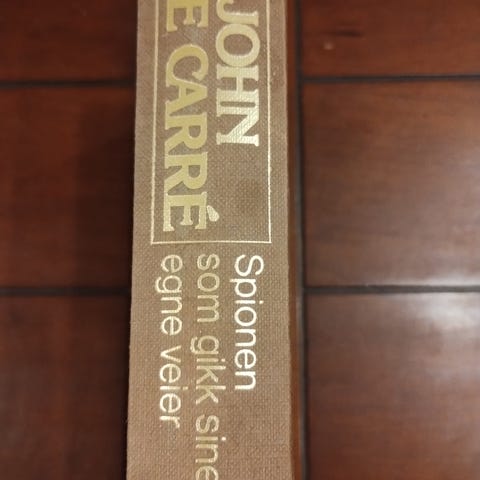 JOHN
E CARRÉ
Spionen
som gikk sine
egne veier